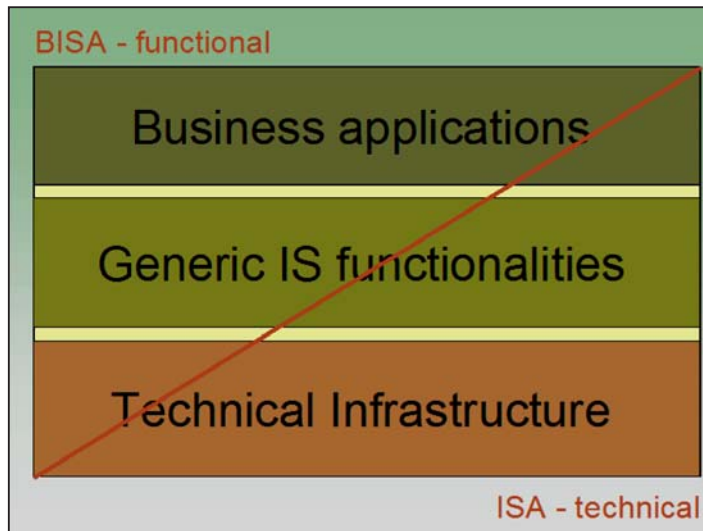 BISA - functional
Business applications
Generic IS functionalities
Technical Infrastructure
ISA - technical